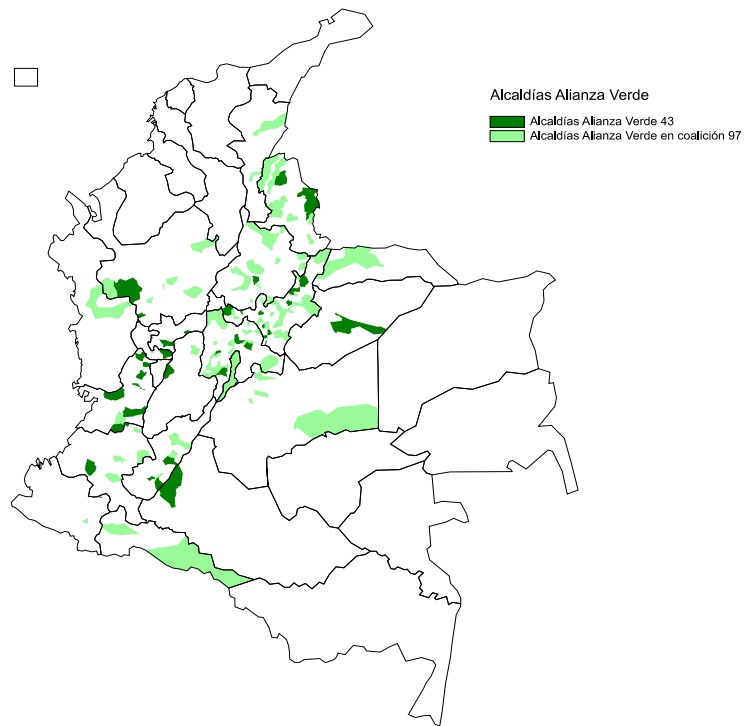 Alcaldías Alianza Verde
Alcaldías Alianza Verde 43
Alcaldías Alianza Verde en coalición 97